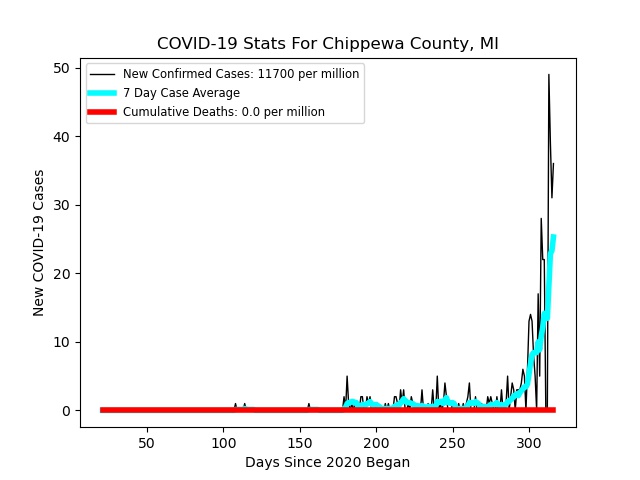 COVID-19 Stats For Chippewa County, MI
New Confirmed Cases: 11700 per million
7 Day Case Average
Cumulative Deaths: 0.0 per million
New COVID-19 Cases
50
40
30
20
10
0
50 100 150 200 250 300
Days Since 2020 Began